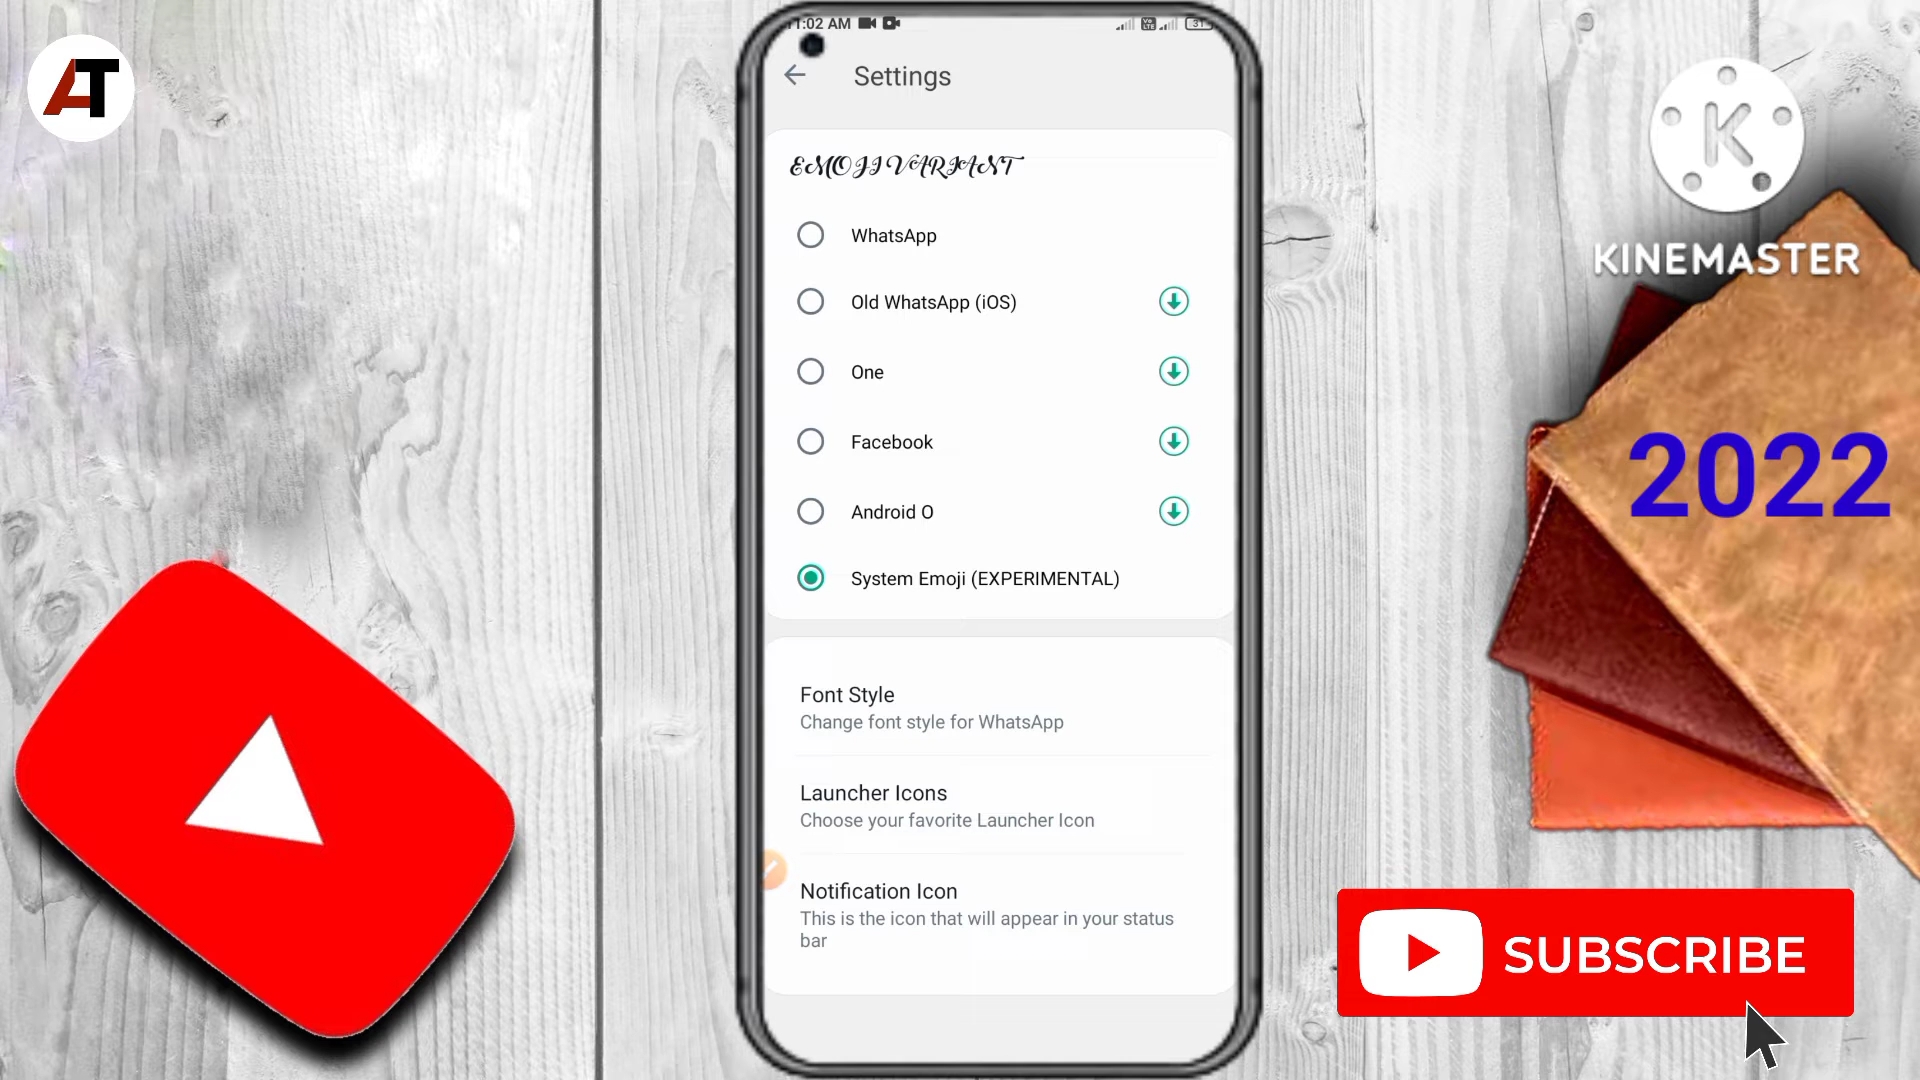 AT
11:02 AM
31
Settings
EMOJI VARIANT
WhatsApp
Old WhatsApp (iOS)
One
Facebook
Android O
System Emoji (EXPERIMENTAL)
Font Style
Change font style for WhatsApp
Launcher Icons
Choose your favorite Launcher Icon
Notification Icon
This is the icon that will appear in your status
bar
K
KINEMASTER
2022
SUBSCRIBE